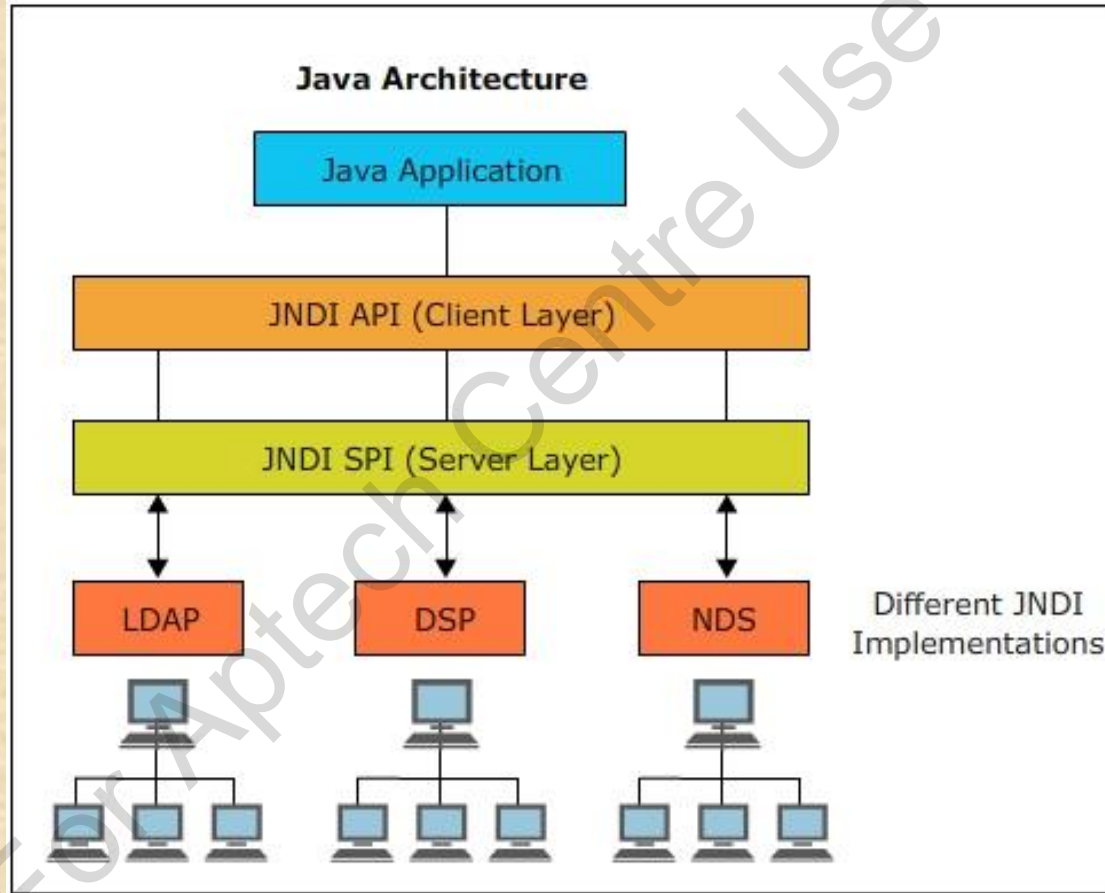 Java Architecture
Java Application
JNDI API (Client Layer)
JNDI SPI (Server Layer)
LDAP
DSP
NDS
Different JNDI
Implementations
For Aptech Centre Use